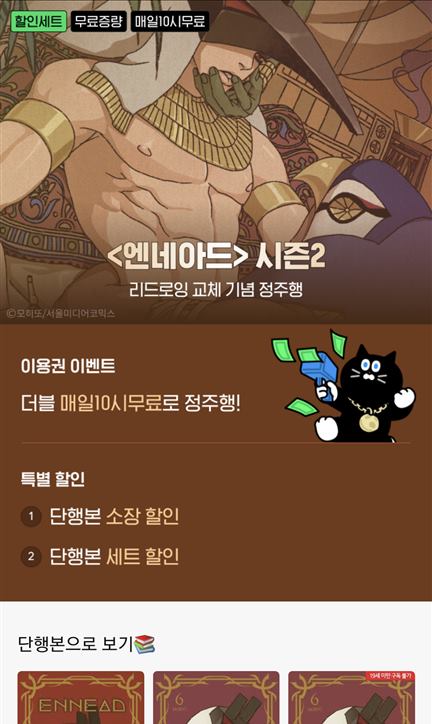 할인세트 무료증량 매일10시무료
<엔네아드> 시즌2
리드로잉 교체 기념 정주행
©모히또/서울미디어코믹스
이용권 이벤트
더블 매일10시무료로 정주행!
특별 할인
1 단행본 소장 할인
2 단행본 세트 할인
단행본으로 보기
ENNEAD
6
6
19세 미만 구독 불가